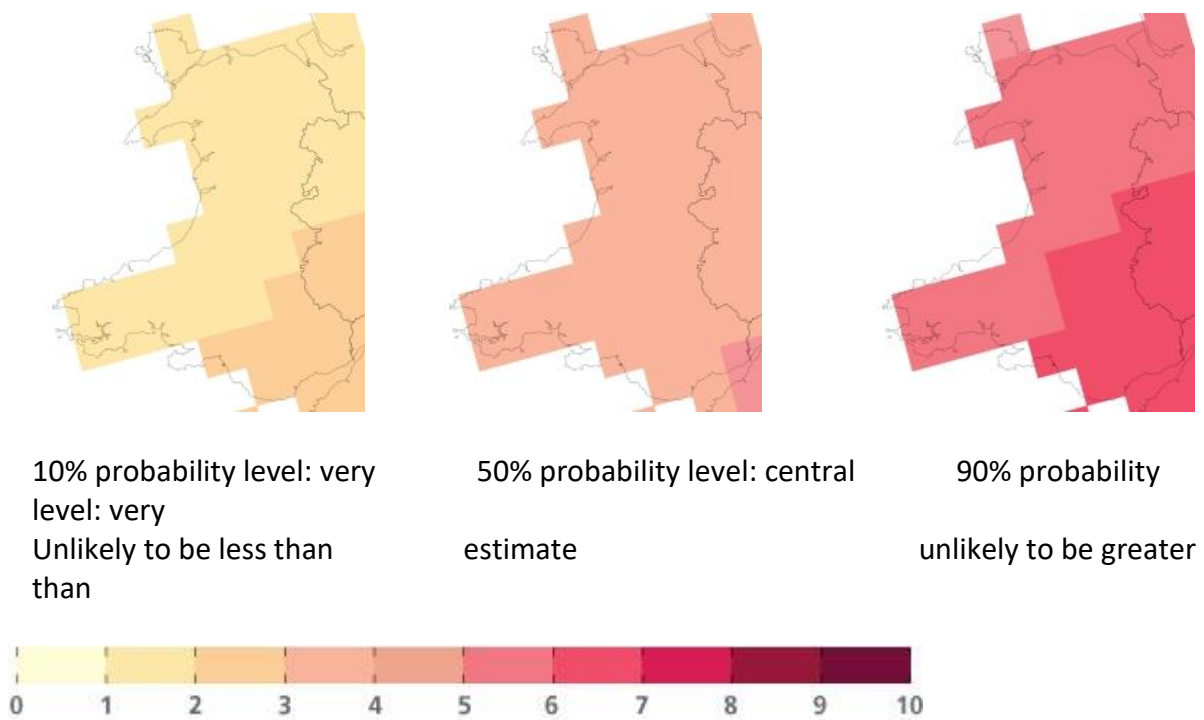 10% probability level: very 50% probability level: central 90% probability
level: very
Unlikely to be less than estimate unlikely to be greater
than
0 1 2 3 4 5 6 7 8 9 10